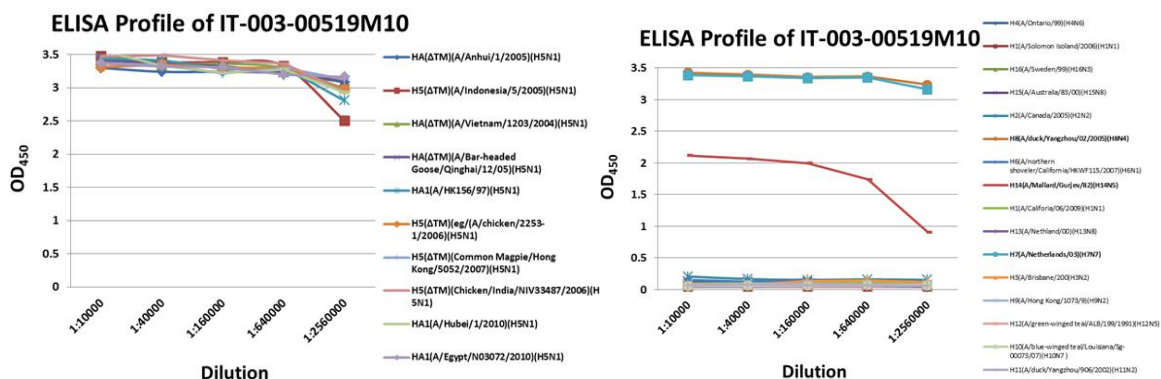 ELISA Profile of IT-003-00519M10
OD450
3.5
3
2.5
2
1.5
1
0.5
0
1:10000
1:40000
1:160000
1:640000
1:2560000
Dilution
HA(ΔTM)(A/Anhui/1/2005)(H5N1)
H5(ΔTM)(A/Indonesia/5/2005)(H5N1)
HA(ΔTM)(A/Vietnam/1203/2004)(H5N1)
HA(ΔTM)(A/Bar-headed
Goose/Qinghai/12/05)(H5N1)
HA1(A/HK156/97)(H5N1)
H5(ΔTM)(eg/(A/chicken/2253-
1/2006)(H5N1)
H5(ΔTM)(Common Magpie/Hong
Kong/5052/2007)(H5N1)
H5(ΔTM)(Chicken/India/NIV33487/2006)(H
5N1)
HA1(A/Hubei/1/2010)(H5N1)
HA1(A/Egypt/N03072/2010)(H5N1)
ELISA Profile of IT-003-00519M10
OD450
4
3.5
3
2.5
2
1.5
1
0.5
0
1:10000
1:40000
1:160000
1:640000
1:2560000
Dilution
H4(A/Ontario/99)(H4N6)
H1(A/Solomon Isoland/2006)(H1N1)
H16(A/Sweden/99)(H16N3)
H15(A/Australia/83/00)(H15N8)
H2(A/Canada/2005)(H2N2)
H8(A/duck/Yangzhou/02/2005)(H8N4)
H6(A/northern
shoveler/California/HKWF115/2007)(H6N1)
H14(A/Mallard/Gurjev/82)(H14N5)
H1(A/Califoria/06/2009)(H1N1)
H13(A/Nethland/00)(H13N8)
H7(A/Netherlands/03)(H7N7)
H3(A/Brisbane/200)(H3N2)
H9(A/Hong Kong/1073/9)(H9N2)
H12(A/green-winged teal/ALB/199/1991)(H12N5)
H10(A/blue-winged teal/Louisiana/Sg-
00073/07)(H10N7 )
H11(A/duck/Yangzhou/906/2002)(H11N2)